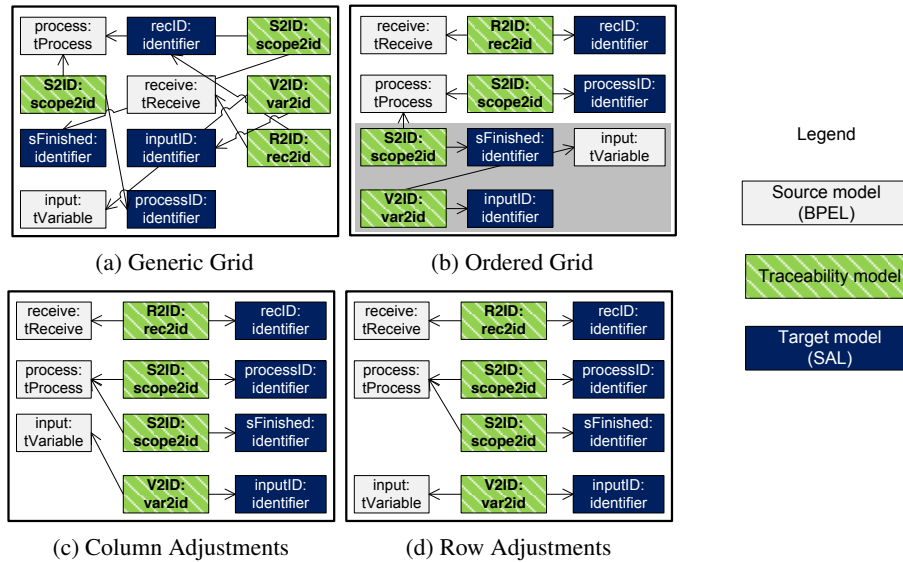 process:
tProcess
recID:
identifier
S2ID:
scope2id
S2ID:
scope2id
receive:
tReceive
V2ID:
var2id
sFinished:
identifier
inputID:
identifier
R2ID:
rec2id
input:
tVariable
processID:
identifier
(a) Generic Grid
receive:
tReceive
R2ID:
rec2id
recID:
identifier
process:
tProcess
S2ID:
scope2id
processID:
identifier
S2ID:
scope2id
sFinished:
identifier
input:
tVariable
V2ID:
var2id
inputID:
identifier
(b) Ordered Grid
receive:
tReceive
R2ID:
rec2id
recID:
identifier
process:
tProcess
S2ID:
scope2id
processID:
identifier
input:
tVariable
S2ID:
scope2id
sFinished:
identifier
V2ID:
var2id
inputID:
identifier
(c) Column Adjustments
receive:
tReceive
R2ID:
rec2id
recID:
identifier
process:
tProcess
S2ID:
scope2id
processID:
identifier
S2ID:
scope2id
sFinished:
identifier
input:
tVariable
V2ID:
var2id
inputID:
identifier
(d) Row Adjustments
Legend
Source model
(BPEL)
Traceability model
Target model
(SAL)